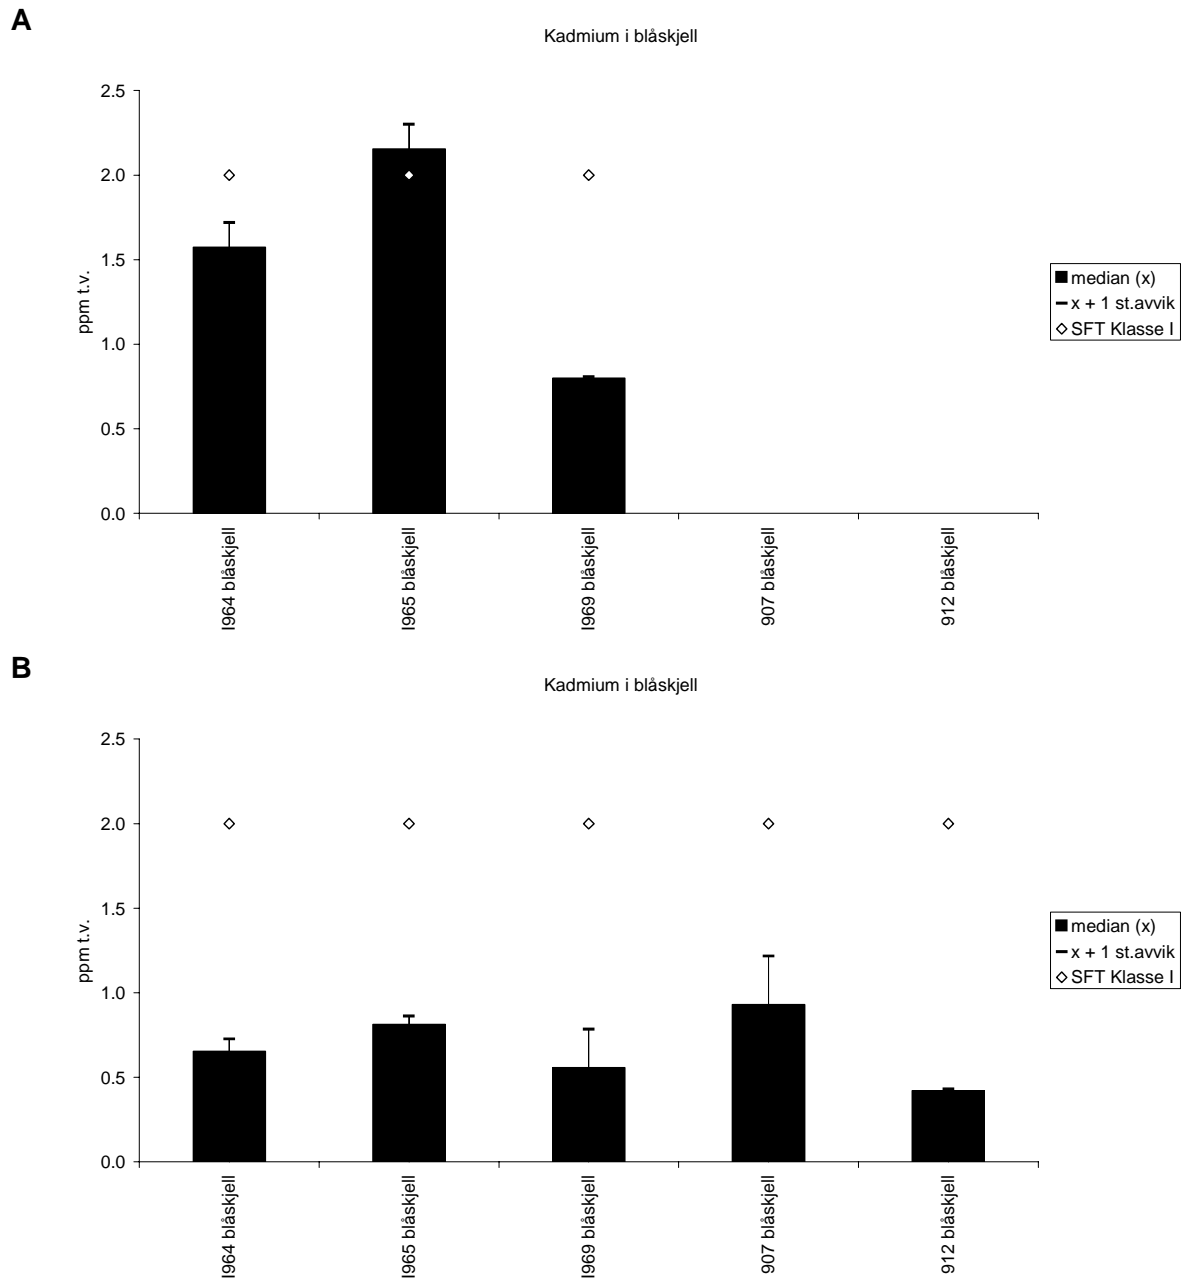 A
Kadmium i blåskjell
2.5
2.0
1.5
1.0
0.5
0.0
ppm t.v.
I964 blåskjell
I965 blåskjell
I969 blåskjell
907 blåskjell
912 blåskjell
median (x)
x + 1 st.avvik
SFT Klasse I
B
Kadmium i blåskjell
2.5
2.0
1.5
1.0
0.5
0.0
ppm t.v.
I964 blåskjell
I965 blåskjell
I969 blåskjell
907 blåskjell
912 blåskjell
median (x)
x + 1 st.avvik
SFT Klasse I